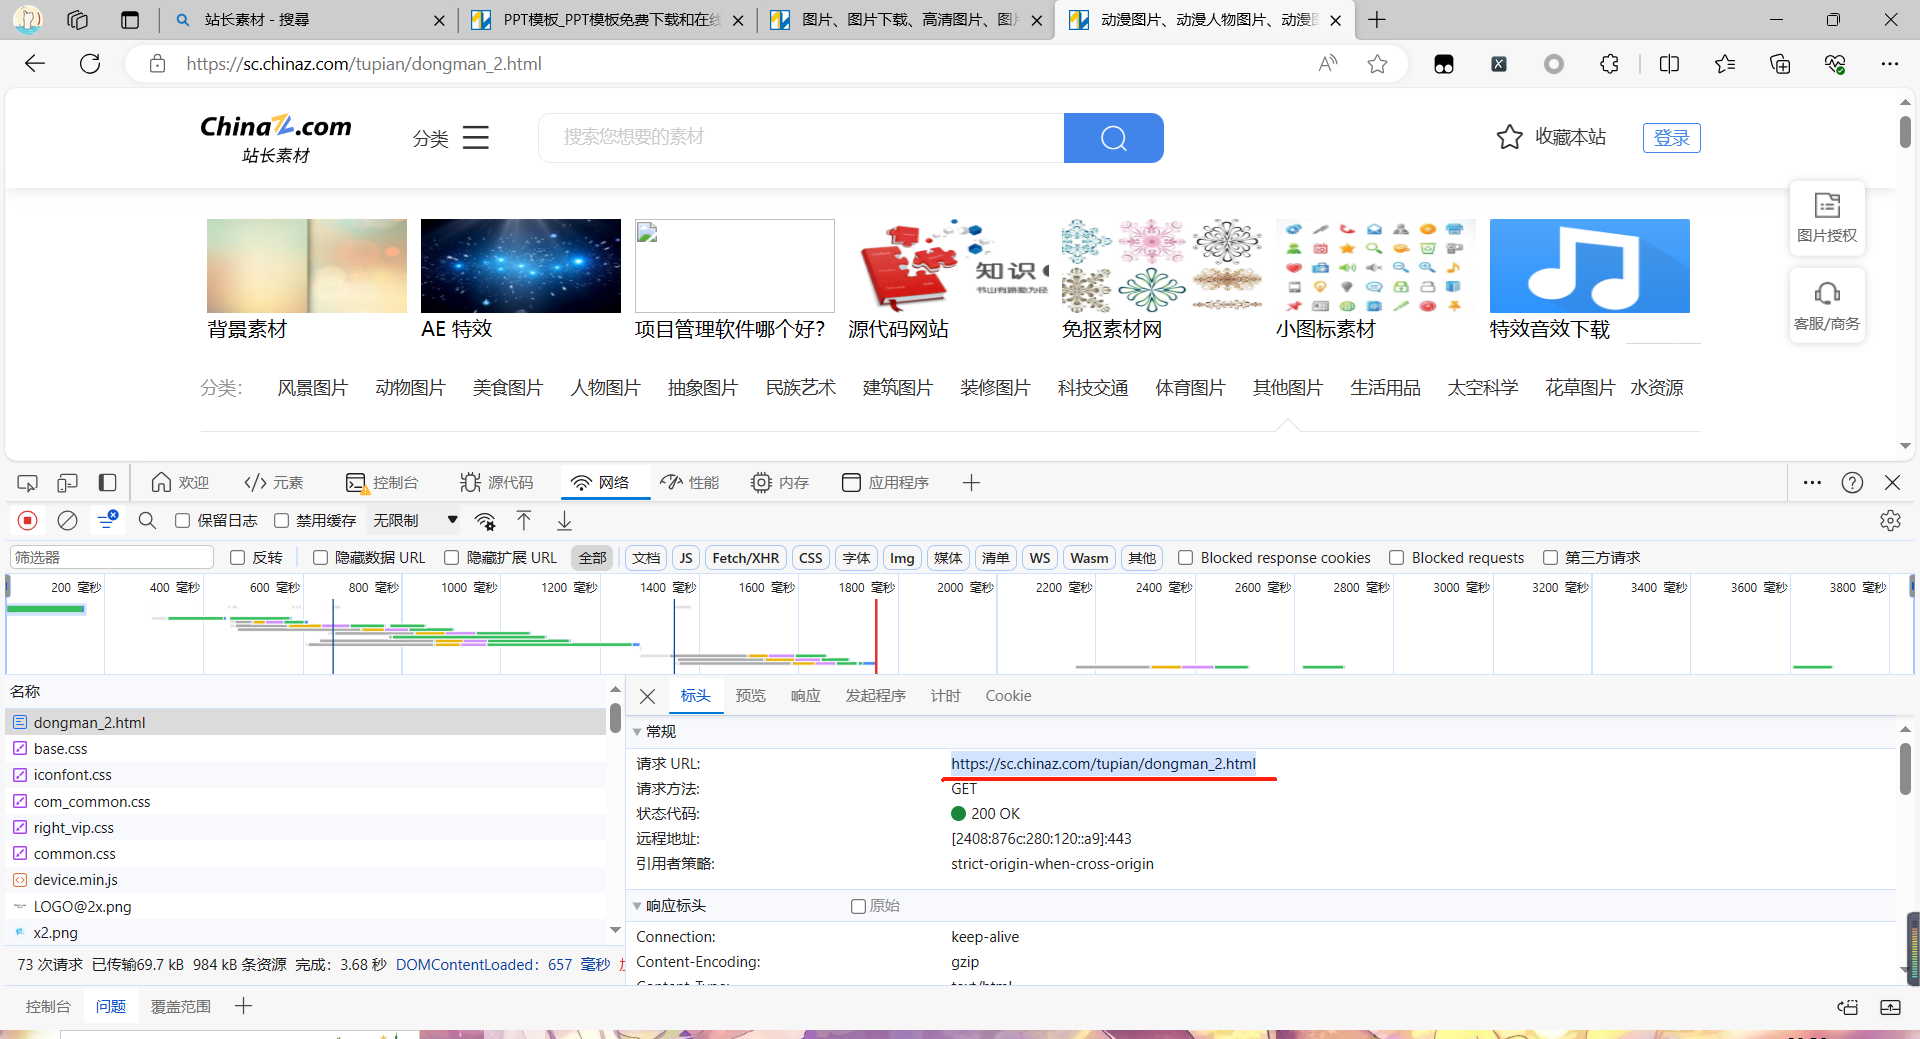 站长素材 - 搜尋
PPT模板_PPT模板免费下载和在线
图片、图片下载、高清图片、图片
动漫图片、动漫人物图片、动漫图
https://sc.chinaz.com/tupian/dongman_2.html
ChinaZ.com
站长素材
分类
搜索您想要的素材
收藏本站
登录
图片授权
客服/商务
知识
书山有路勤为径
背景素材
AE 特效
项目管理软件哪个好?
源代码网站
免抠素材网
小图标素材
特效音效下载
分类: 风景图片 动物图片 美食图片 人物图片 抽象图片 民族艺术 建筑图片 装修图片 科技交通 体育图片 其他图片 生活用品 太空科学 花草图片 水资源
欢迎 元素 控制台 源代码 网络 性能 内存 应用程序
保留日志 禁用缓存 无限制
筛选器 反转 隐藏数据 URL 隐藏扩展 URL 全部 文档 JS Fetch/XHR CSS 字体 Img 媒体 清单 WS Wasm 其他 Blocked response cookies Blocked requests 第三方请求
200 毫秒 400 毫秒 600 毫秒 800 毫秒 1000 毫秒 1200 毫秒 1400 毫秒 1600 毫秒 1800 毫秒 2000 毫秒 2200 毫秒 2400 毫秒 2600 毫秒 2800 毫秒 3000 毫秒 3200 毫秒 3400 毫秒 3600 毫秒 3800 毫秒
名称
dongman_2.html
base.css
iconfont.css
com_common.css
right_vip.css
common.css
device.min.js
LOGO@2x.png
x2.png
标头 预览 响应 发起程序 计时 Cookie
常规
请求 URL: https://sc.chinaz.com/tupian/dongman_2.html
请求方法: GET
状态代码: 200 OK
远程地址: [2408:876c:280:120::a9]:443
引用者策略: strict-origin-when-cross-origin
响应标头 原始
Connection: keep-alive
Content-Encoding: gzip
Content-Type: text/html
73 次请求 已传输69.7 kB 984 kB 条资源 完成: 3.68 秒 DOMContentLoaded: 657 毫秒
控制台 问题 覆盖范围